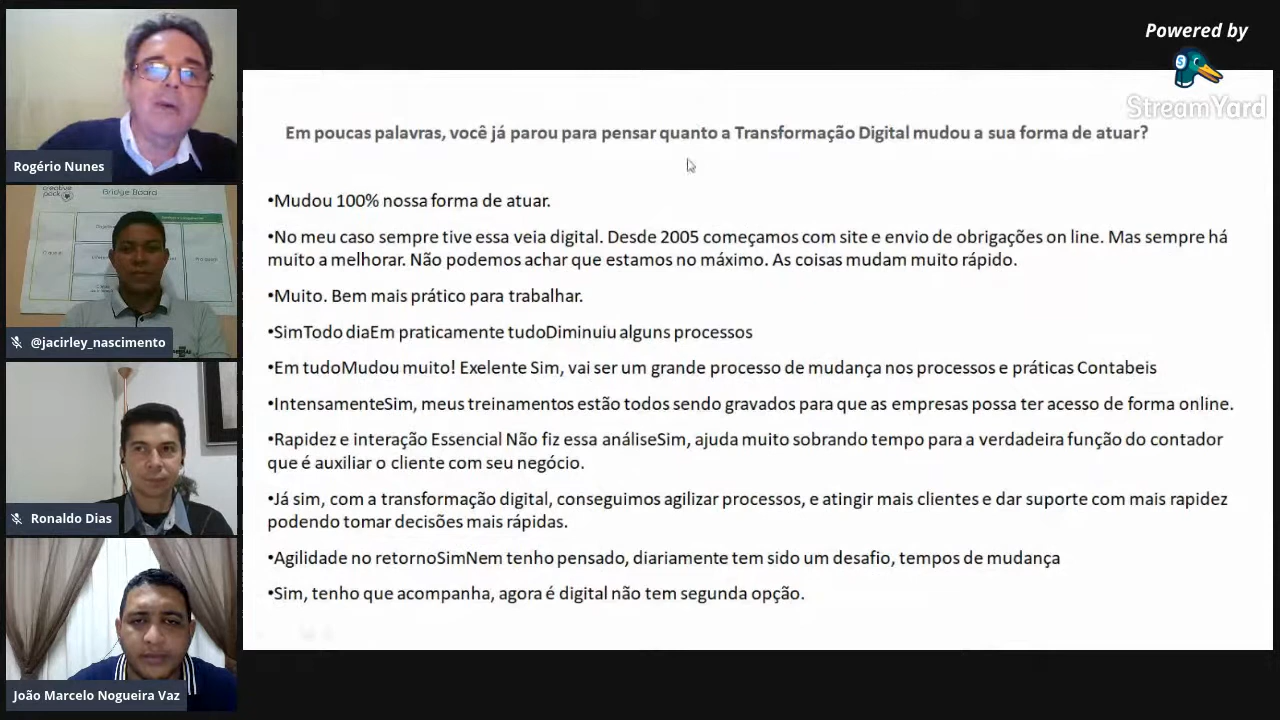 Powered by
StreamYard
Em poucas palavras, você já parou para pensar quanto a Transformação Digital mudou a sua forma de atuar?
•Mudou 100% nossa forma de atuar.
•No meu caso sempre tive essa veia digital. Desde 2005 começamos com site e envio de obrigações on line. Mas sempre há
muito a melhorar. Não podemos achar que estamos no máximo. As coisas mudam muito rápido.
•Muito. Bem mais prático para trabalhar.
•SimTodo diaEm praticamente tudoDiminuiu alguns processos
•Em tudoMudou muito! Exelente Sim, vai ser um grande processo de mudança nos processos e práticas Contabeis
•IntensamenteSim, meus treinamentos estão todos sendo gravados para que as empresas possa ter acesso de forma online.
•Rapidez e interação Essencial Não fiz essa análiseSim, ajuda muito sobrando tempo para a verdadeira função do contador
que é auxiliar o cliente com seu negócio.
•Já sim, com a transformação digital, conseguimos agilizar processos, e atingir mais clientes e dar suporte com mais rapidez
podendo tomar decisões mais rápidas.
•Agilidade no retornoSimNem tenho pensado, diariamente tem sido um desafio, tempos de mudança
•Sim, tenho que acompanha, agora é digital não tem segunda opção.
Rogério Nunes
creative
pack
Bridge Board
@jacirley_nascimento
Ronaldo Dias
João Marcelo Nogueira Vaz